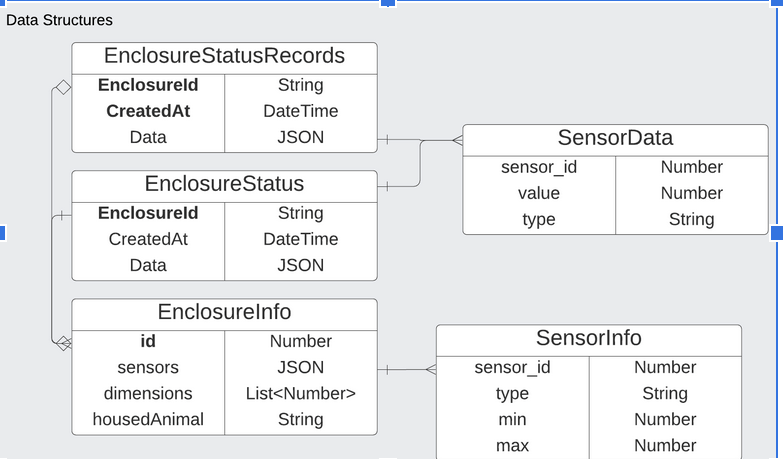 Data Structures
EnclosureStatusRecords
EnclosureId String
CreatedAt DateTime
Data JSON
SensorData
sensor_id Number
value Number
type String
EnclosureStatus
EnclosureId String
CreatedAt DateTime
Data JSON
EnclosureInfo
id Number
sensors JSON
dimensions List<Number>
housedAnimal String
SensorInfo
sensor_id Number
type String
min Number
max Number